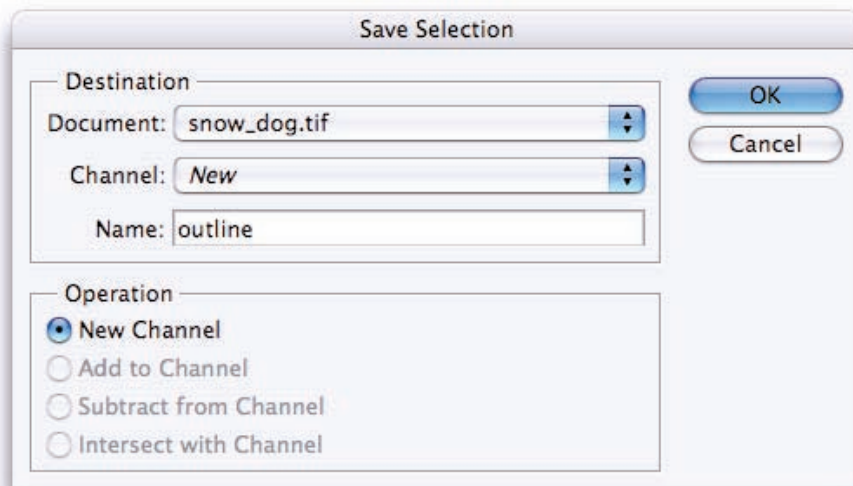 Save Selection
Destination
Document: snow_dog.tif
Channel: New
Name: outline
OK
Cancel
Operation
New Channel
Add to Channel
Subtract from Channel
Intersect with Channel